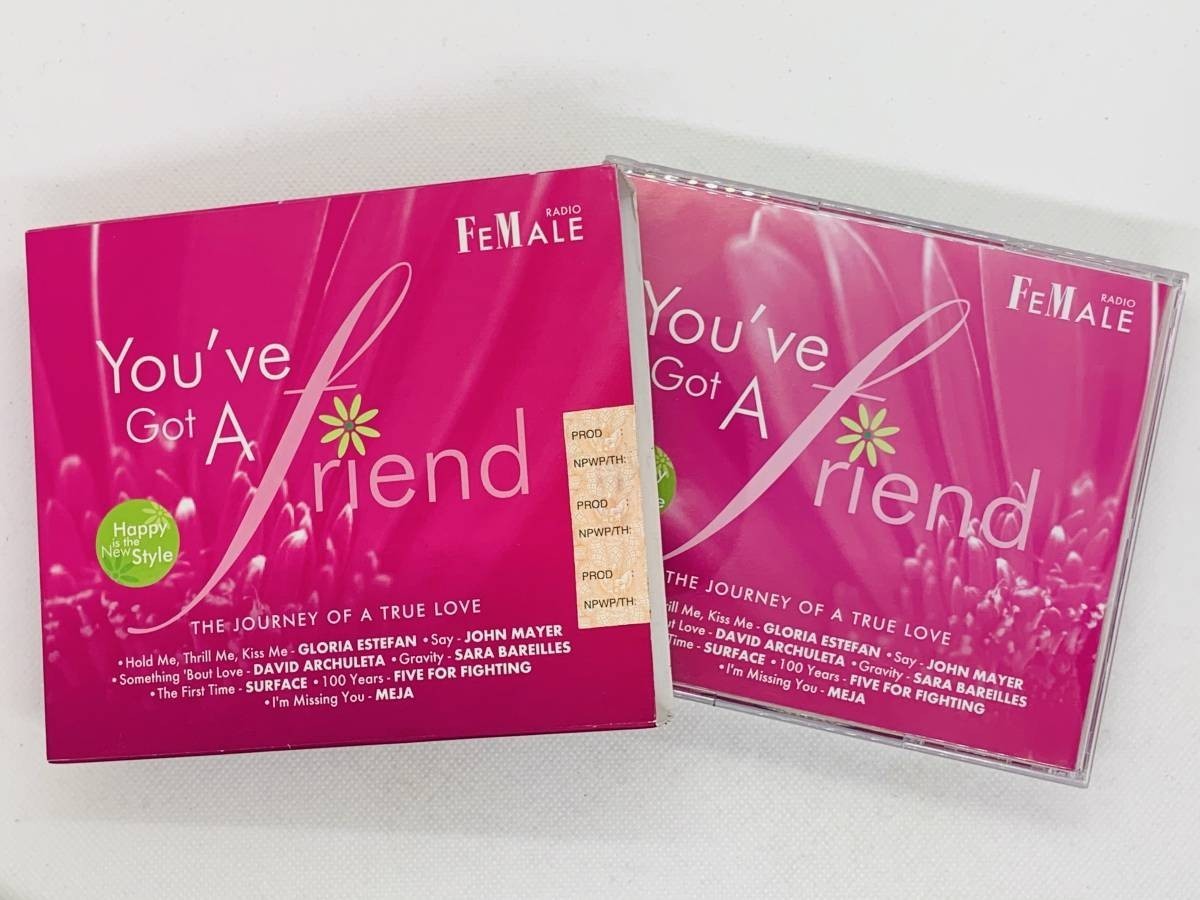 RADIO
FEMALE
You've
Got A
friend
Happy
is the
New Style
PROD :
NPWP/TH:
PROD :
NPWP/TH:
PROD :
NPWP/TH:
THE JOURNEY OF A TRUE LOVE
•Hold Me, Thrill Me, Kiss Me - GLORIA ESTEFAN •Say - JOHN MAYER
•Something 'Bout Love - DAVID ARCHULETA •Gravity - SARA BAREILLES
•The First Time - SURFACE •100 Years - FIVE FOR FIGHTING
•I'm Missing You - MEJA
RADIO
FEMALE
You've
Got A
friend
THE JOURNEY OF A TRUE LOVE
Me, Kiss Me - GLORIA ESTEFAN •Say - JOHN MAYER
Love - DAVID ARCHULETA •Gravity - SARA BAREILLES
Time - SURFACE •100 Years - FIVE FOR FIGHTING
•I'm Missing You - MEJA